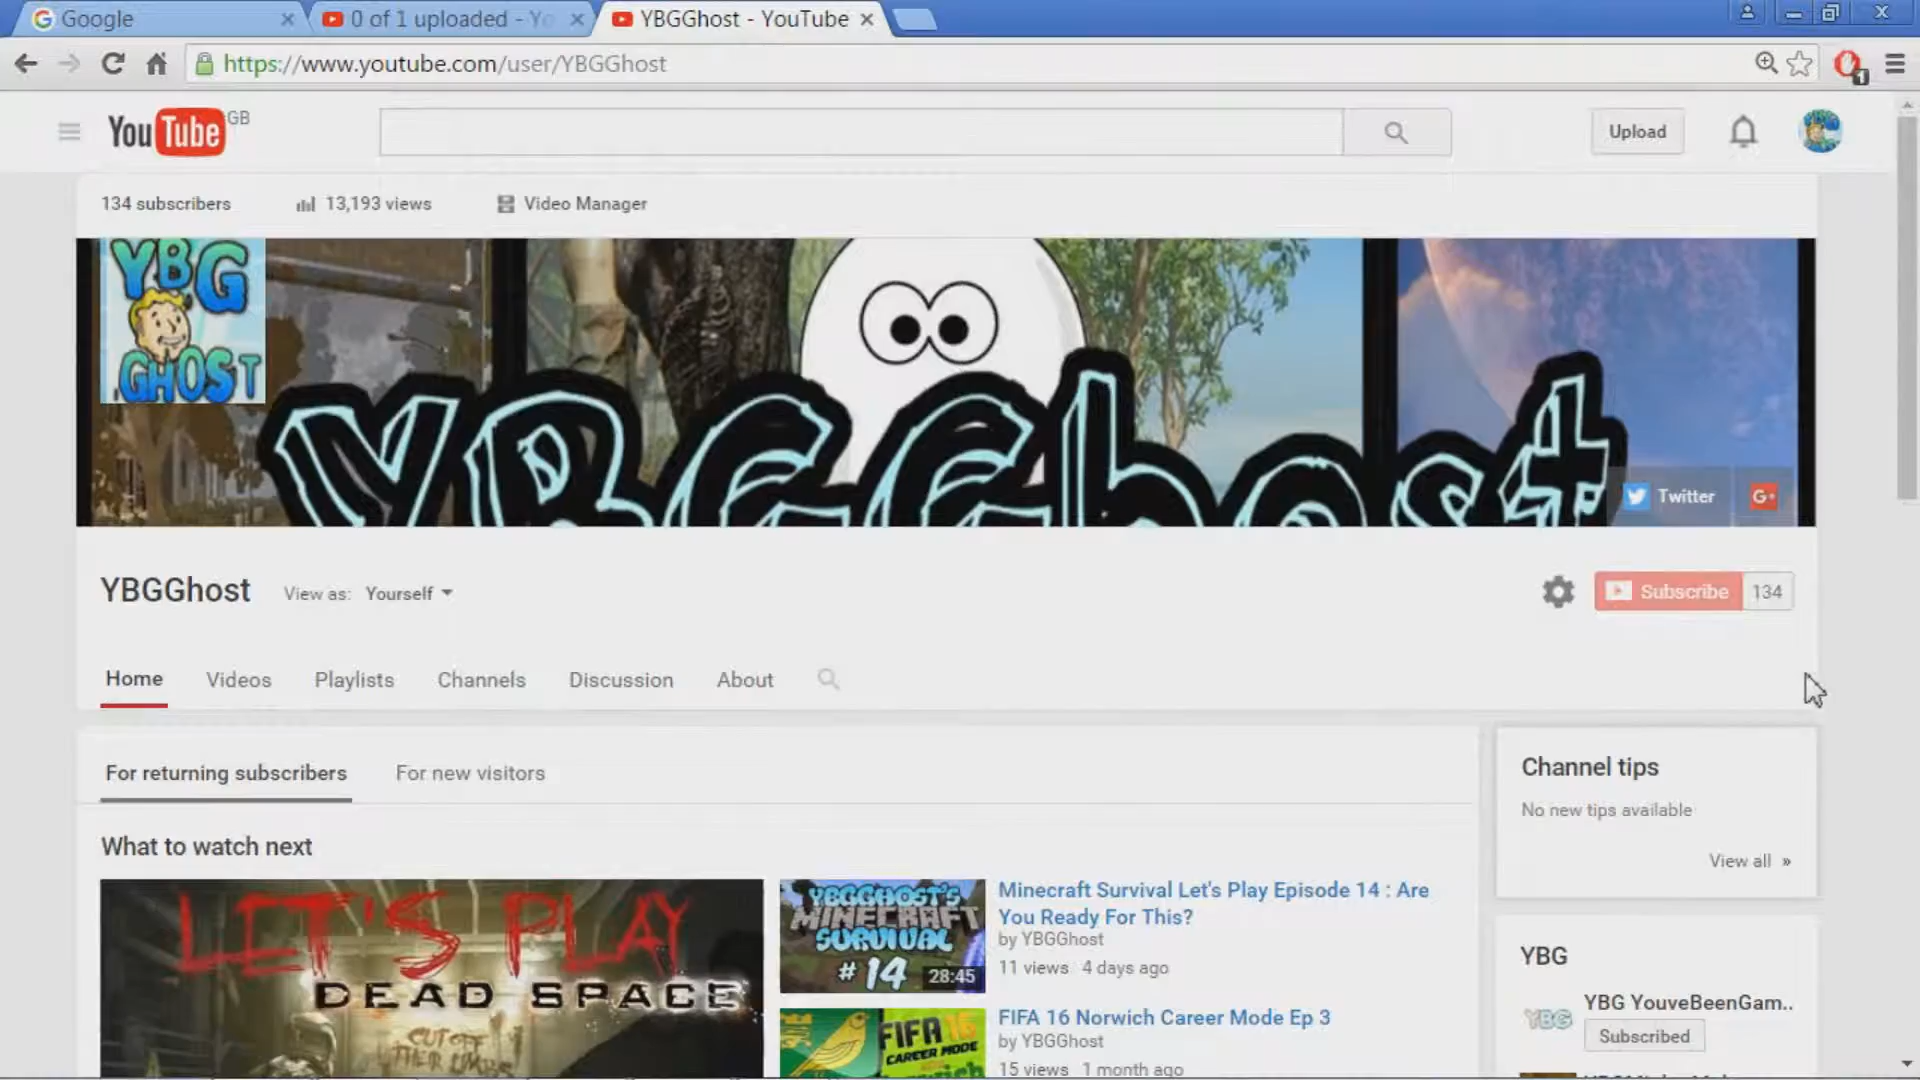 Google
0 of 1 uploaded - Yo
YBGGhost - YouTube
https://www.youtube.com/user/YBGGhost
1
YouTube GB
Upload
134 subscribers
13,193 views
Video Manager
YBG
GHOST
YBGGhost
Twitter
G+
YBGGhost
View as: Yourself
Subscribe
134
Home
Videos
Playlists
Channels
Discussion
About
For returning subscribers
For new visitors
Channel tips
No new tips available
View all »
What to watch next
LET'S PLAY
DEAD SPACE
CUT OFF
THEIR LIMBS
YBGGHOST'S
MINECRAFT
SURVIVAL
#14
28:45
Minecraft Survival Let's Play Episode 14 : Are
You Ready For This?
by YBGGhost
11 views 4 days ago
FIFA 16
CAREER MODE
FIFA 16 Norwich Career Mode Ep 3
by YBGGhost
15 views 1 month ago
YBG
YBG
YBG YouveBeenGam..
Subscribed